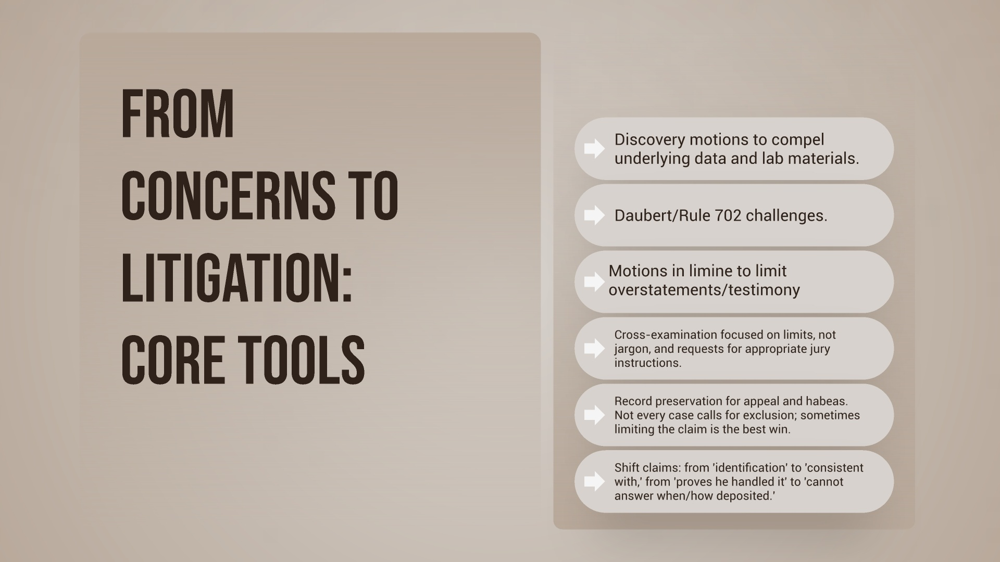 FROM
CONCERNS TO
LITIGATION:
CORE TOOLS
Discovery motions to compel
underlying data and lab materials.
Daubert/Rule 702 challenges.
Motions in limine to limit
overstatements/testimony
Cross-examination focused on limits, not
jargon, and requests for appropriate jury
instructions.
Record preservation for appeal and habeas.
Not every case calls for exclusion; sometimes
limiting the claim is the best win.
Shift claims: from 'identification' to 'consistent
with,' from 'proves he handled it' to 'cannot
answer when/how deposited.'